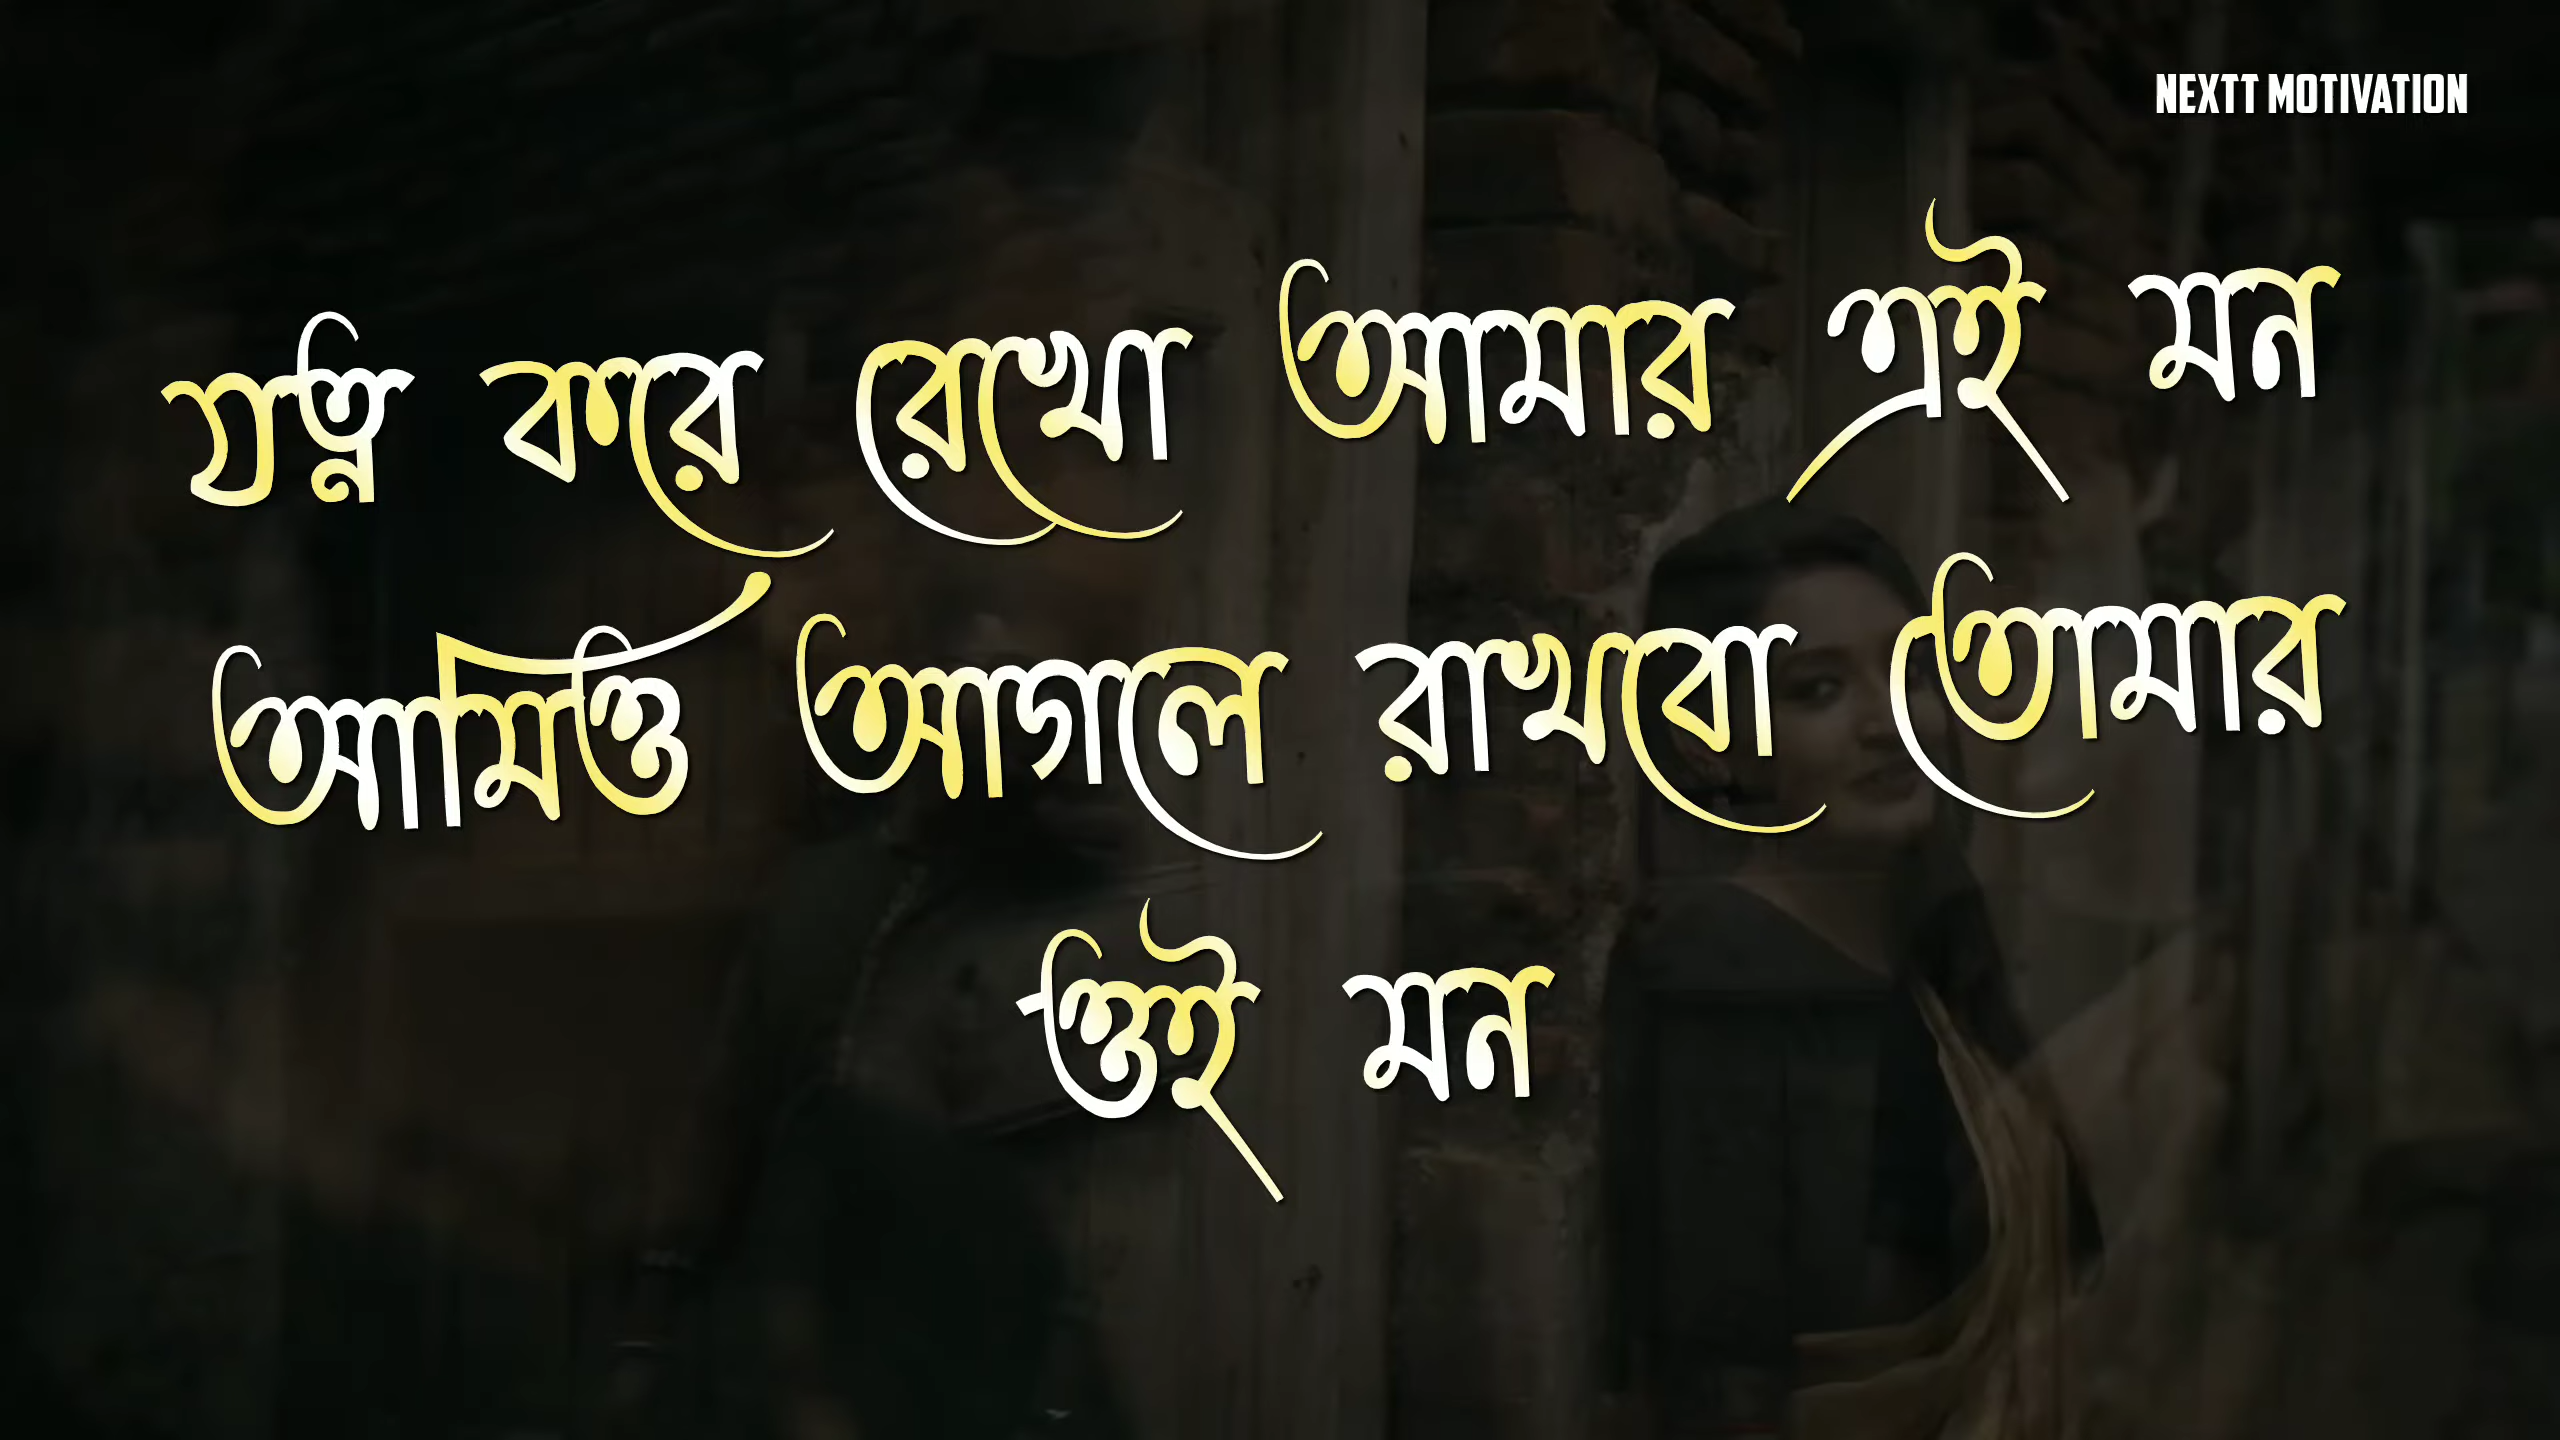 NEXTT MOTIVATION
যত্ন করে রেখো আমার এই মন
আমিও আগলে রাখবো তোমার
ওই মন